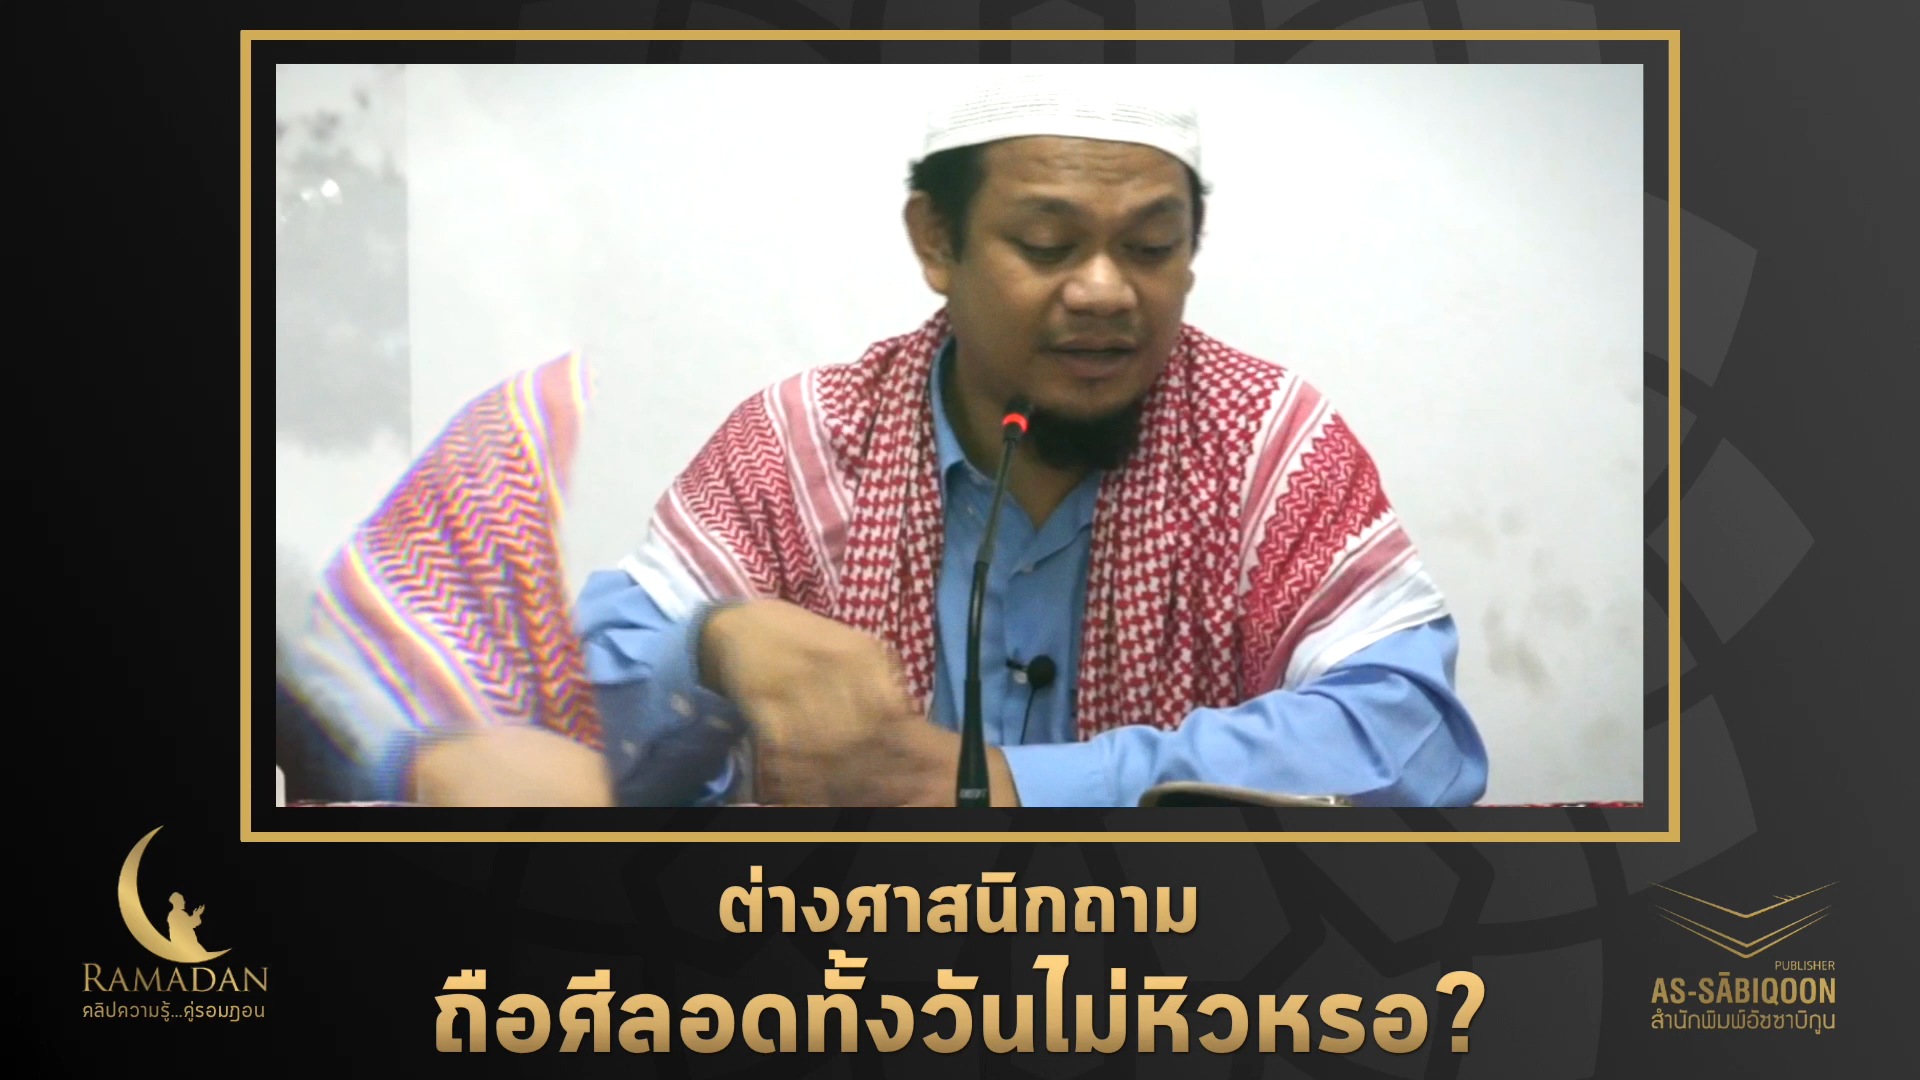 ต่างศาสนิกถาม
ถือศีลอดทั้งวันไม่หิวหรอ?
RAMADAN
คลิปความรู้...คู่รอมฎอน
PUBLISHER
AS-SĀBIQOON
สำนักพิมพ์อัซซาบิกูน